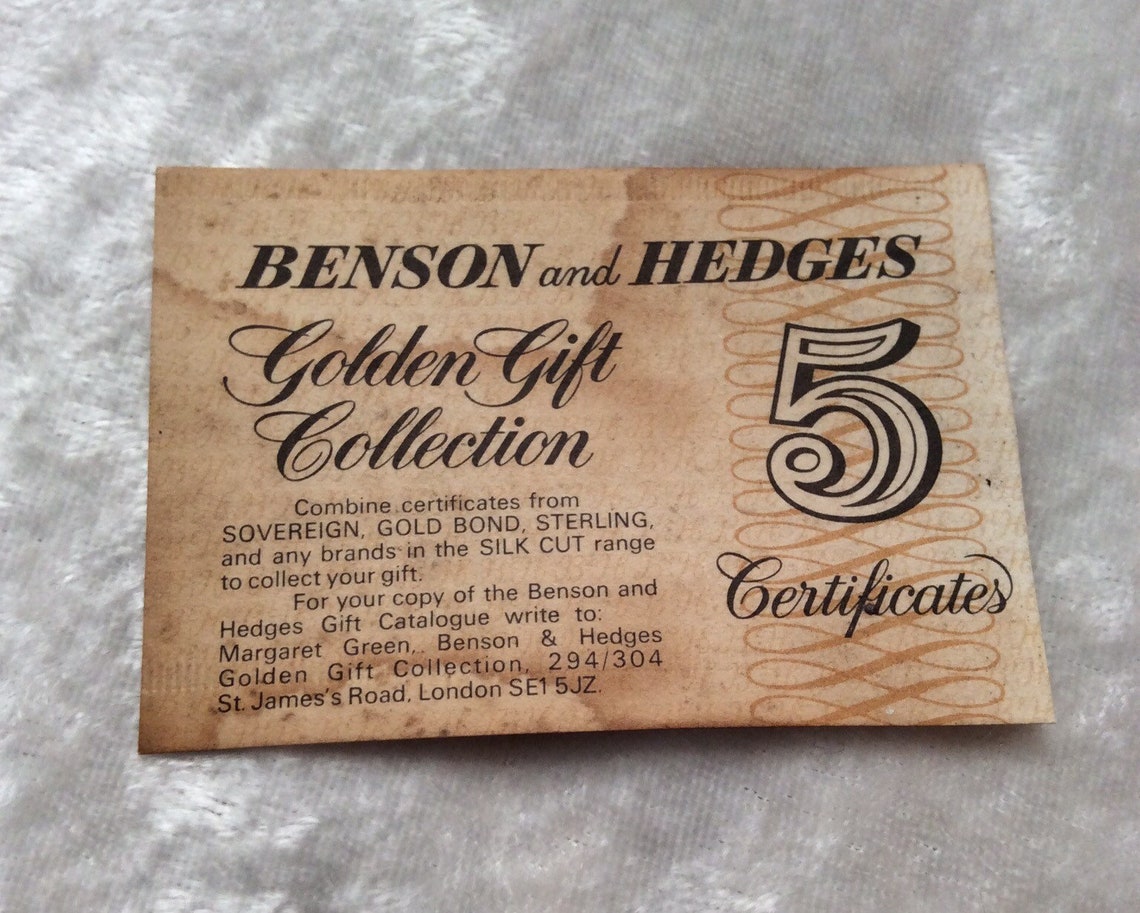 BENSON and HEDGES
Golden Gift
Collection
Combine certificates from
SOVEREIGN, GOLD BOND, STERLING,
and any brands in the SILK CUT range
to collect your gift.
For your copy of the Benson and
Hedges Gift Catalogue write to:
Margaret Green, Benson & Hedges
Golden Gift Collection, 294/304
St. James's Road, London SE1 5JZ.
5
Certificates